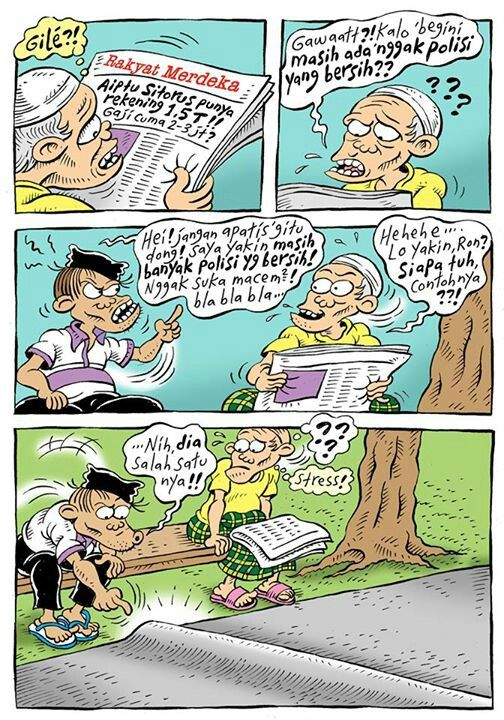 Gilé?!
Rakyat Merdeka
Aiptu Sitorus punya
rekening 1.5T!!
Gaji cuma 2-3 jt?
Gawaatt?! Kalo 'begini
masih ada 'nggak polisi
yang bersih??
???
Hei! jangan apatis 'gitu
dong! saya yakin masih
banyak polisi yg bersih!
Nggak suka macem²!
bla bla bla...
Hehehe....
Lo Yakin, Ron?
Siapa tuh,
Contohnya
??!
...Nih, dia
salah satu
nya!!
??
??
Stress!